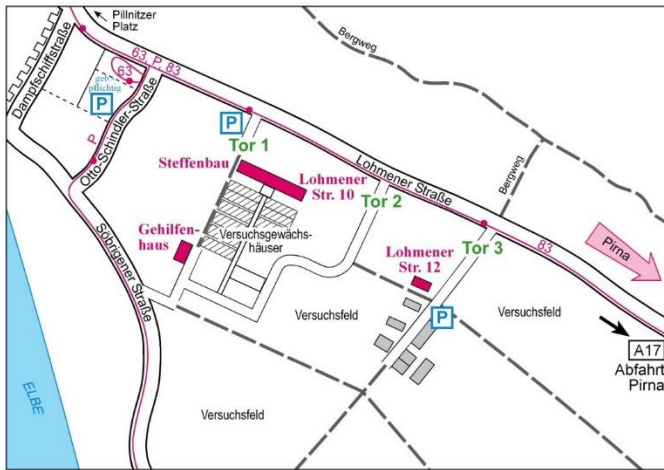 Pillnitzer
Platz
Bergweg
Dampfschiffstraße
63, P, 83
63
geb.
pflichtig
P
P
P
Otto-Schindler-Straße
Tor 1
Steffenbau
Lohmener
Str. 10
Lohmener Straße
Bergweg
Tor 2
Gehilfen-
haus
Versuchsgewächs-
häuser
Lohmener
Str. 12
Tor 3
83
Pirna
Söbrigener Straße
Versuchsfeld
P
Versuchsfeld
A17
Abfahrt
Pirna
ELBE
Versuchsfeld